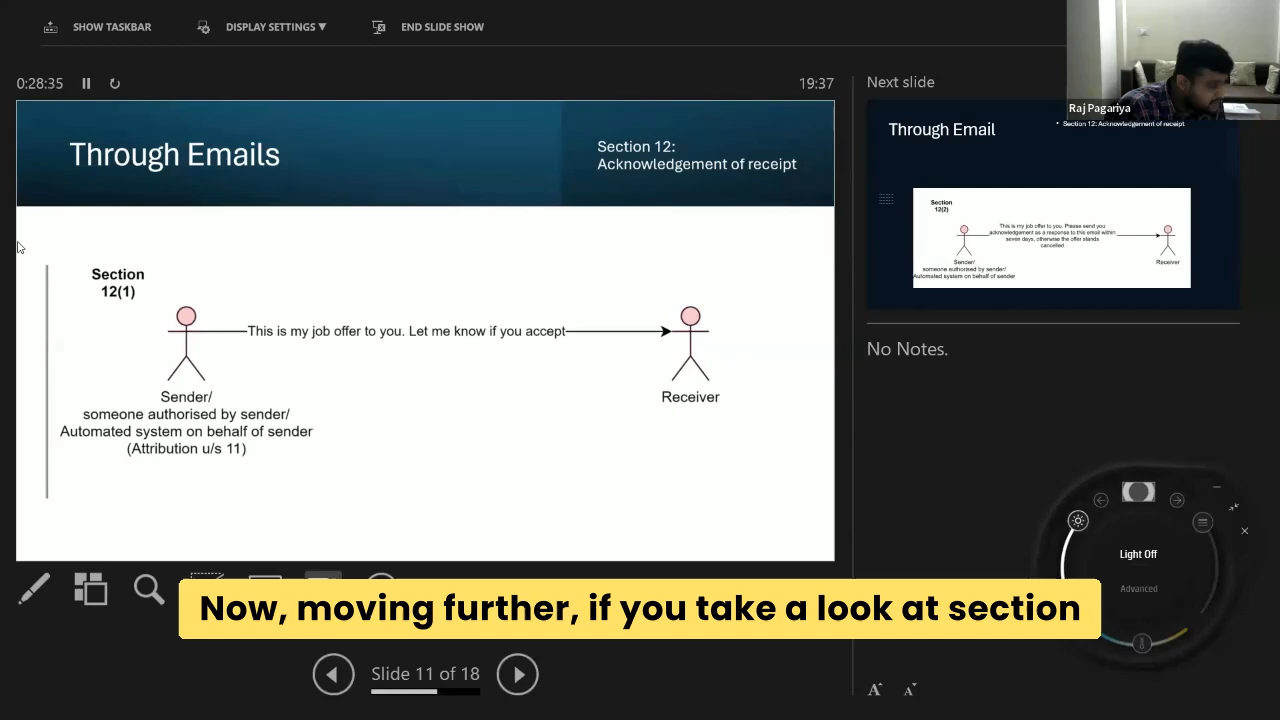 SHOW TASKBAR
DISPLAY SETTINGS ▼
END SLIDE SHOW
0:28:35
19:37
Next slide
Raj Pagariya
Through Emails
Section 12:
Acknowledgement of receipt
Section
12(1)
This is my job offer to you. Let me know if you accept
Sender/
someone authorised by sender/
Automated system on behalf of sender
(Attribution u/s 11)
Receiver
Through Email
• Section 12: Acknowledgement of receipt
Section
12(2)
This is my job offer to you. Please send you
acknowledgement as a response to this email within
seven days, otherwise the offer stands
cancelled.
Sender/
someone authorised by sender/
Automated system on behalf of sender
Receiver
No Notes.
Light Off
Advanced
Now, moving further, if you take a look at section
Slide 11 of 18
A
A